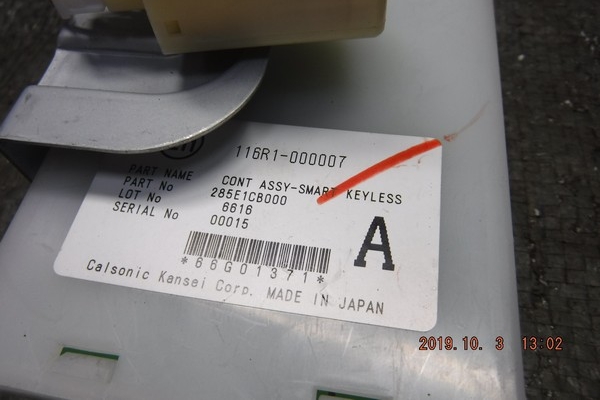 116R1-000007
PART NAME CONT ASSY-SMART KEYLESS
PART No 285E1CB000
LOT No 6616
SERIAL No 00015
A
*66G01371*
Calsonic Kansei Corp. MADE IN JAPAN
2019.10. 3 13:02